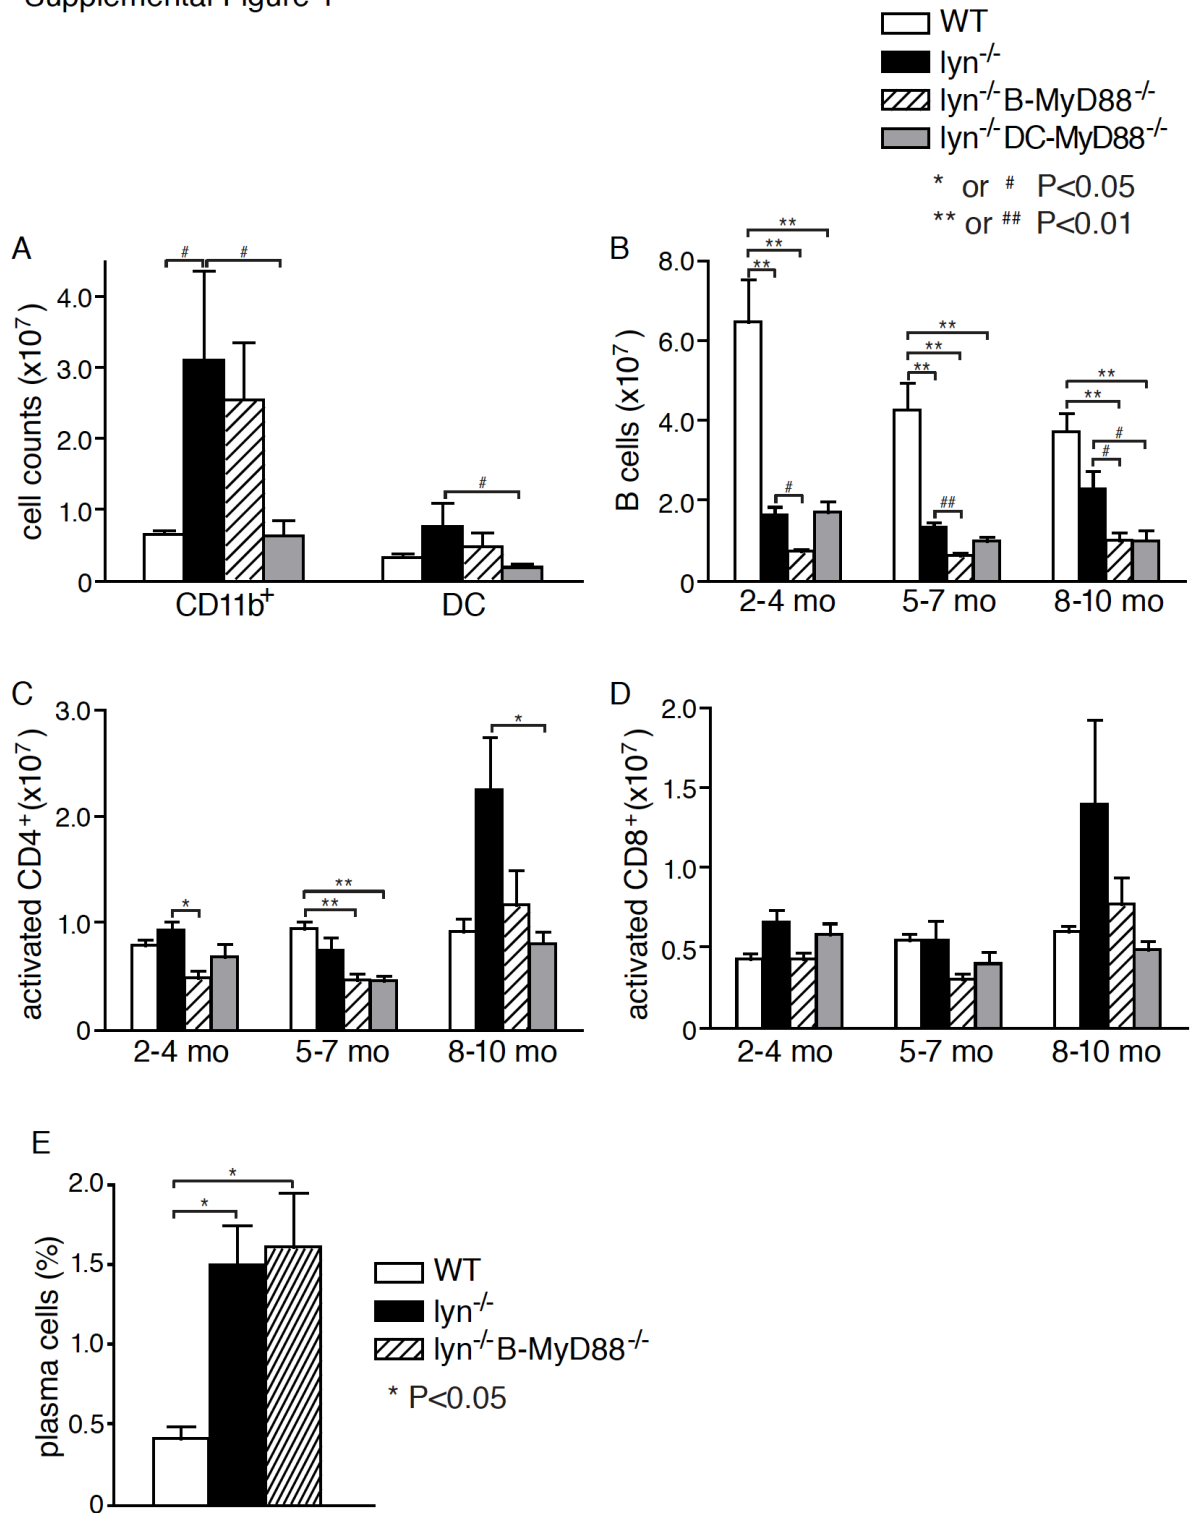 Supplemental Figure 1
WT
lyn-/-
lyn-/- B-MyD88-/-
lyn-/- DC-MyD88-/-
* or # P<0.05
** or ## P<0.01
A
cell counts (x10⁷)
4.0
3.0
2.0
1.0
0
# #
#
CD11b+ DC
B
B cells (x10⁷)
8.0
6.0
4.0
2.0
0
**
**
**
#
**
**
**
##
**
**
#
#
2-4 mo 5-7 mo 8-10 mo
C
activated CD4+(x10⁷)
3.0
2.0
1.0
0
*
**
**
*
2-4 mo 5-7 mo 8-10 mo
D
activated CD8+(x10⁷)
2.0
1.5
1.0
0.5
0
2-4 mo 5-7 mo 8-10 mo
E
plasma cells (%)
2.0
1.5
1.0
0.5
0
*
*
WT
lyn-/-
lyn-/- B-MyD88-/-
* P<0.05